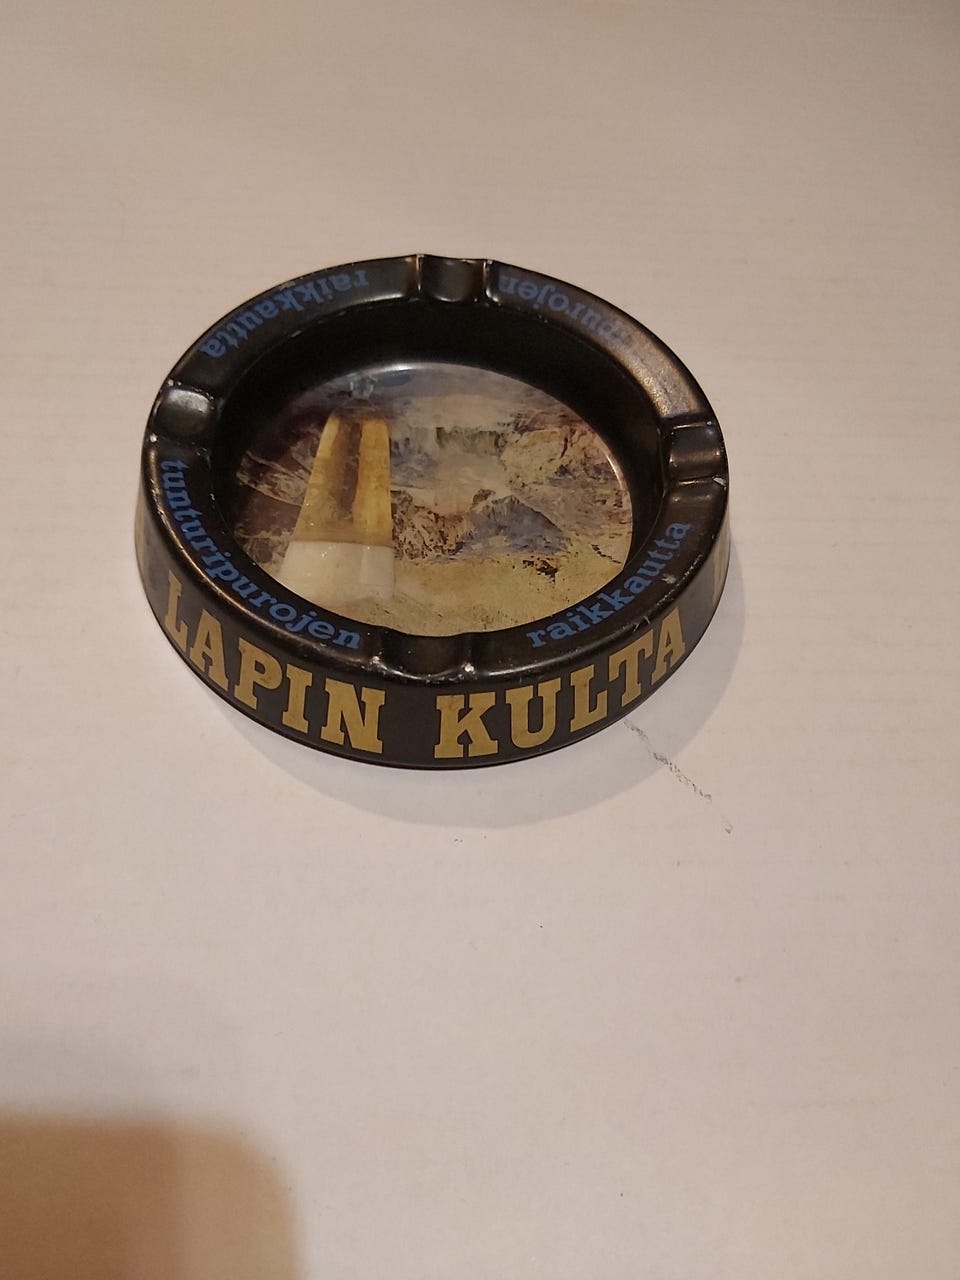 raikkautta
purojen
tunturipurojen
raikkautta
LAPIN KULTA